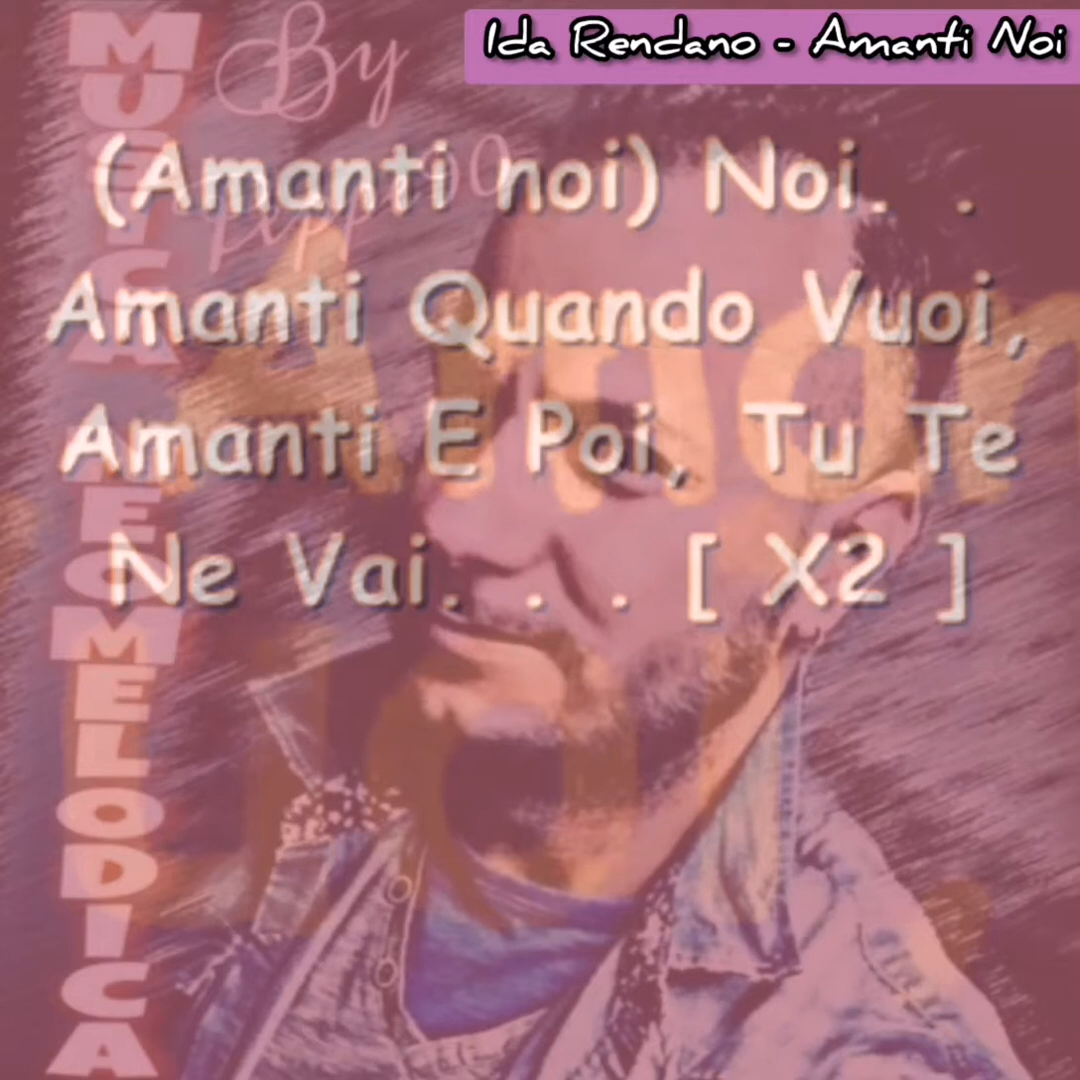 Ida Rendano - Amanti Noi
By
(Amanti noi) Noi. .
Amanti Quando Vuoi,
Amanti E Poi, Tu Te
Ne Vai. . . [ X2 ]
MUSICA NEOMELODICA